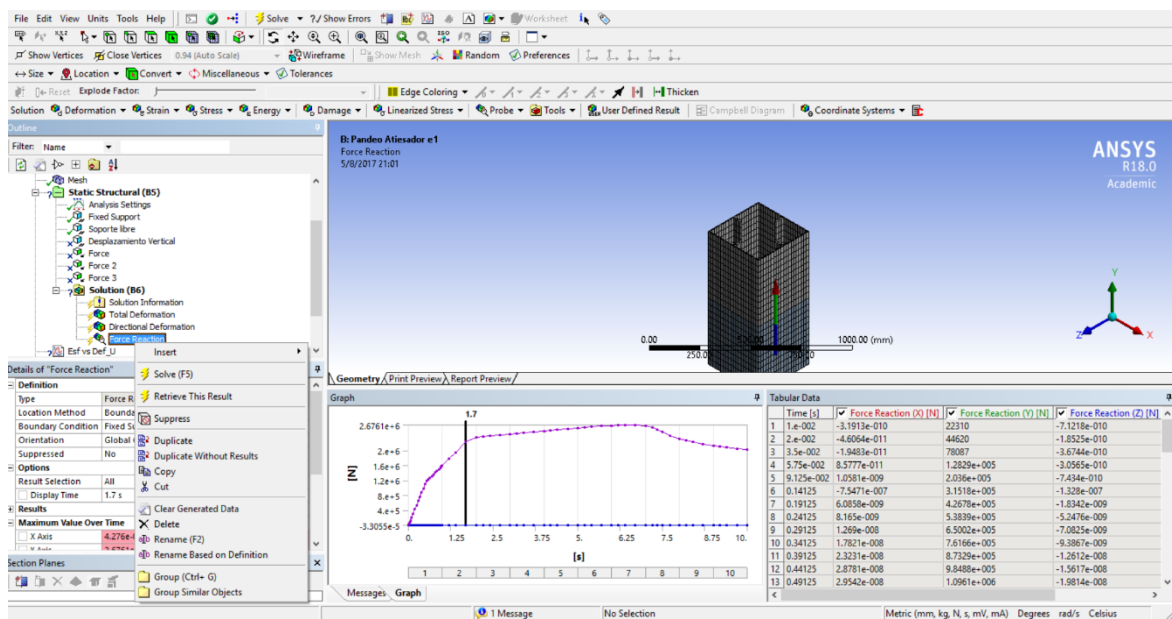 File Edit View Units Tools Help Solve ?/ Show Errors Worksheet
Show Vertices Close Vertices 0.94 (Auto Scale) Wireframe Show Mesh Random Preferences
Size Location Convert Miscellaneous Tolerances
Reset Explode Factor: Edge Coloring Thicken
Solution Deformation Strain Stress Energy Damage Linearized Stress Probe Tools User Defined Result Campbell Diagram Coordinate Systems
Outline
Filter: Name
Mesh
Static Structural (B5)
Analysis Settings
Fixed Support
Soporte libre
Desplazamiento Vertical
Force
Force 2
Force 3
Solution (B6)
Solution Information
Total Deformation
Directional Deformation
Force Reaction
Esf vs Def_U
Details of "Force Reaction"
Definition
Type Force R
Location Method Bounda
Boundary Condition Fixed Su
Orientation Global
Suppressed No
Options
Result Selection All
Display Time 1.7 s
Results
Maximum Value Over Time
X Axis 4.276e-
Section Planes
Insert
Solve (F5)
Retrieve This Result
Suppress
Duplicate
Duplicate Without Results
Copy
Cut
Clear Generated Data
Delete
Rename (F2)
Rename Based on Definition
Group (Ctrl+ G)
Group Similar Objects
B: Pandeo Atiesador e1
Force Reaction
5/8/2017 21:01
ANSYS
R18.0
Academic
Y
Z X
0.00 1000.00 (mm)
Geometry Print Preview Report Preview
Graph
1.7
2.6761e+6
2.e+6
1.6e+6
1.2e+6
8.e+5
4.e+5
-3.3055e-5
[N]
0. 1.25 2.5 3.75 5. 6.25 7.5 8.75 10.
[s]
1 2 3 4 5 6 7 8 9 10
Messages Graph
Tabular Data
Time [s] Force Reaction (X) [N] Force Reaction (Y) [N] Force Reaction (Z) [N]
1 1.e-002 -3.1913e-010 22310 -7.1218e-010
2 2.e-002 -4.6064e-011 44620 -1.8525e-010
3 3.5e-002 -1.9483e-011 78087 -3.6744e-010
4 5.75e-002 8.5777e-011 1.2829e+005 -3.0565e-010
5 9.125e-002 1.0581e-009 2.036e+005 -7.434e-010
6 0.14125 -7.5471e-007 3.1518e+005 -1.328e-007
7 0.19125 6.0858e-009 4.2678e+005 -1.8342e-009
8 0.24125 8.165e-009 5.3839e+005 -5.2476e-009
9 0.29125 1.269e-008 6.5002e+005 -7.0825e-009
10 0.34125 1.7821e-008 7.6166e+005 -9.3867e-009
11 0.39125 2.3231e-008 8.7329e+005 -1.2612e-008
12 0.44125 2.8781e-008 9.8488e+005 -1.5617e-008
13 0.49125 2.9542e-008 1.0961e+006 -1.9814e-008
1 Message No Selection Metric (mm, kg, N, s, mV, mA) Degrees rad/s Celsius